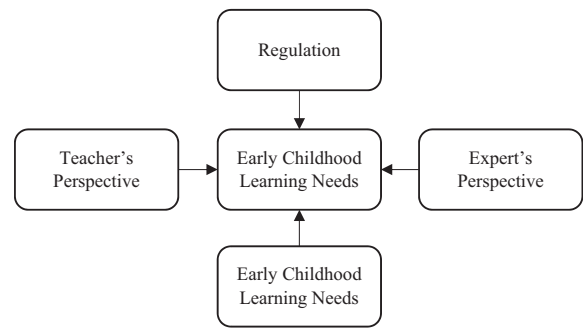 Regulation
Teacher's
Perspective
Early Childhood
Learning Needs
Expert's
Perspective
Early Childhood
Learning Needs